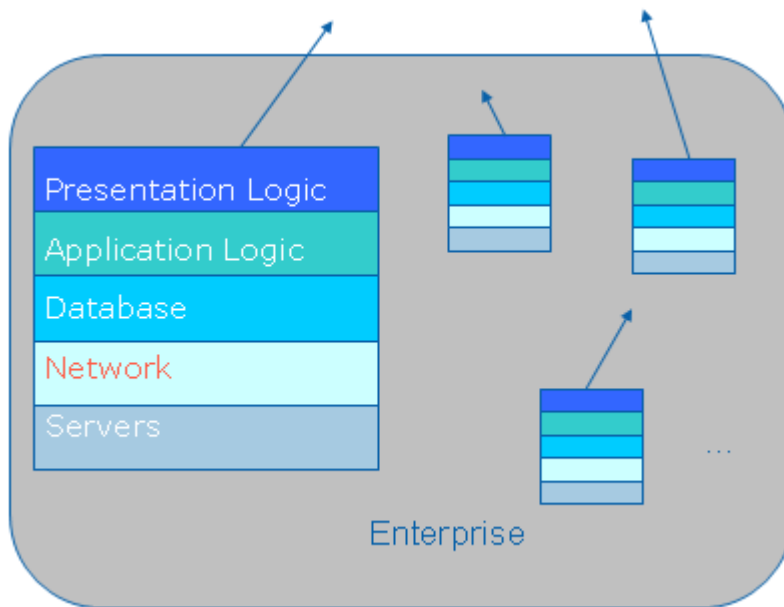 Presentation Logic
Application Logic
Database
Network
Servers
...
Enterprise